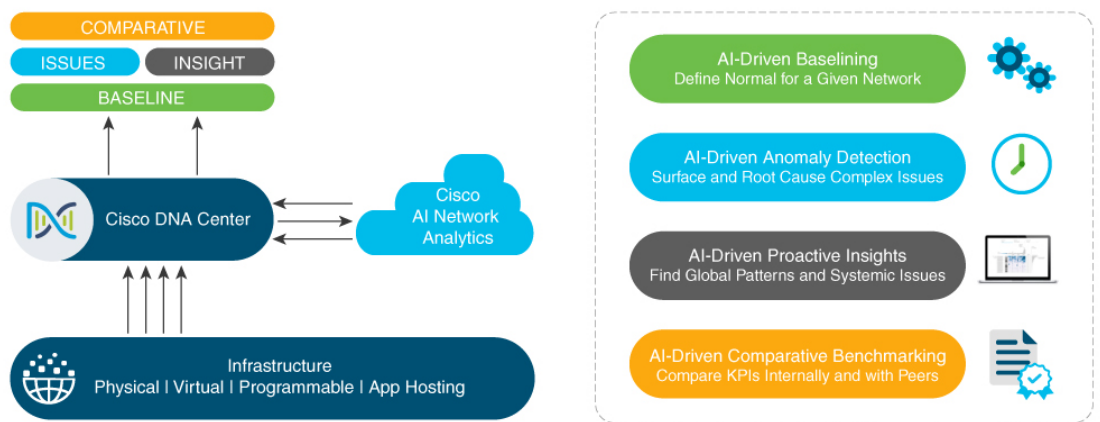 COMPARATIVE
ISSUES
INSIGHT
BASELINE
Cisco DNA Center
Cisco
AI Network
Analytics
Infrastructure
Physical | Virtual | Programmable | App Hosting
AI-Driven Baselining
Define Normal for a Given Network
AI-Driven Anomaly Detection
Surface and Root Cause Complex Issues
AI-Driven Proactive Insights
Find Global Patterns and Systemic Issues
AI-Driven Comparative Benchmarking
Compare KPIs Internally and with Peers